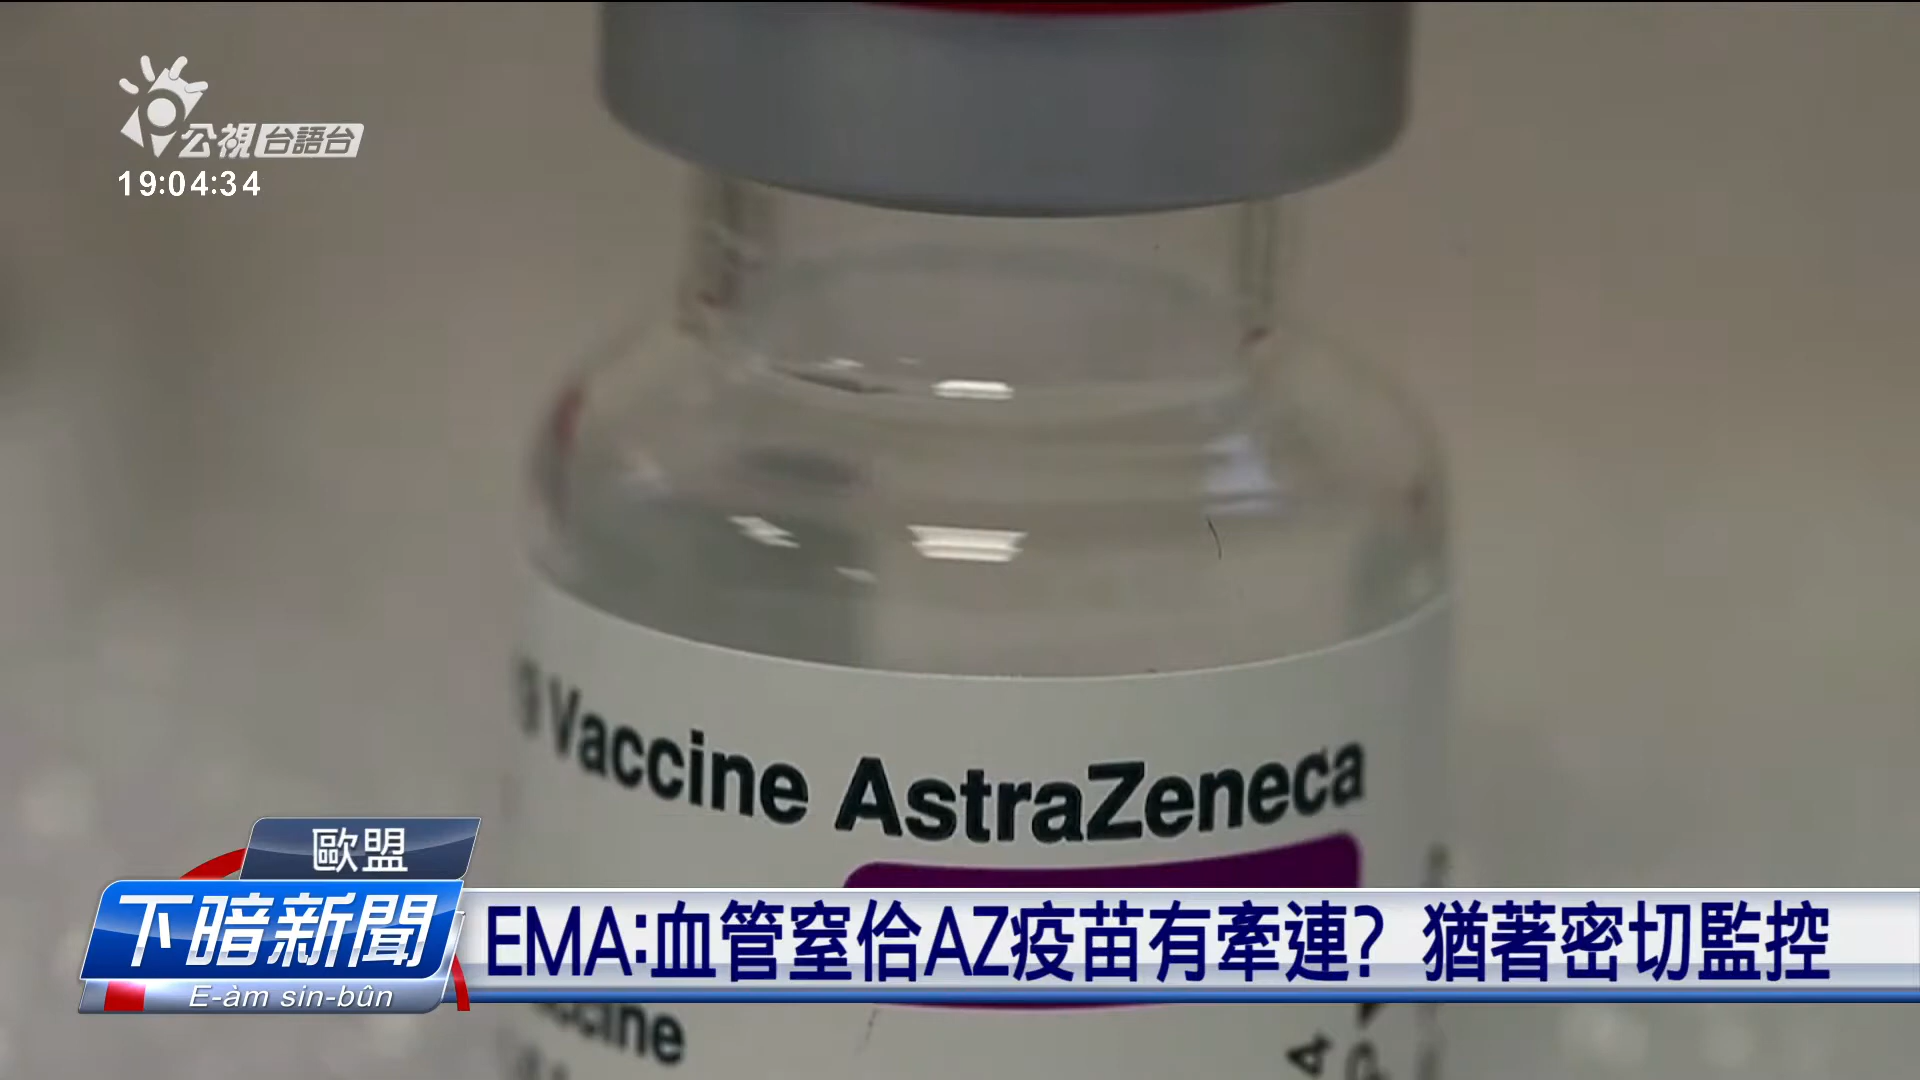 公視台語台
19:04:34
Vaccine AstraZeneca
歐盟
下暗新聞
E-àm sin-bûn
EMA:血管窒佮AZ疫苗有牽連? 猶著密切監控